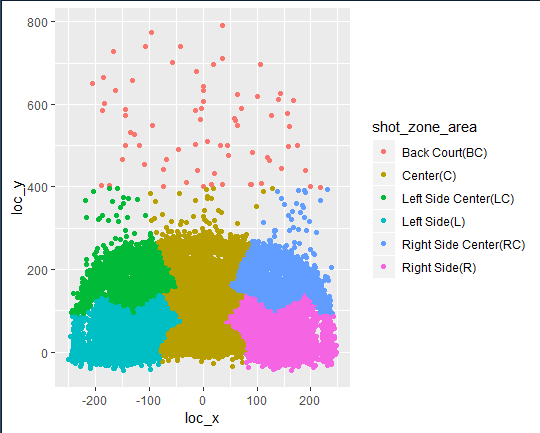 800
600
400
200
0
loc_y
-200 -100 0 100 200
loc_x
shot_zone_area
Back Court(BC)
Center(C)
Left Side Center(LC)
Left Side(L)
Right Side Center(RC)
Right Side(R)